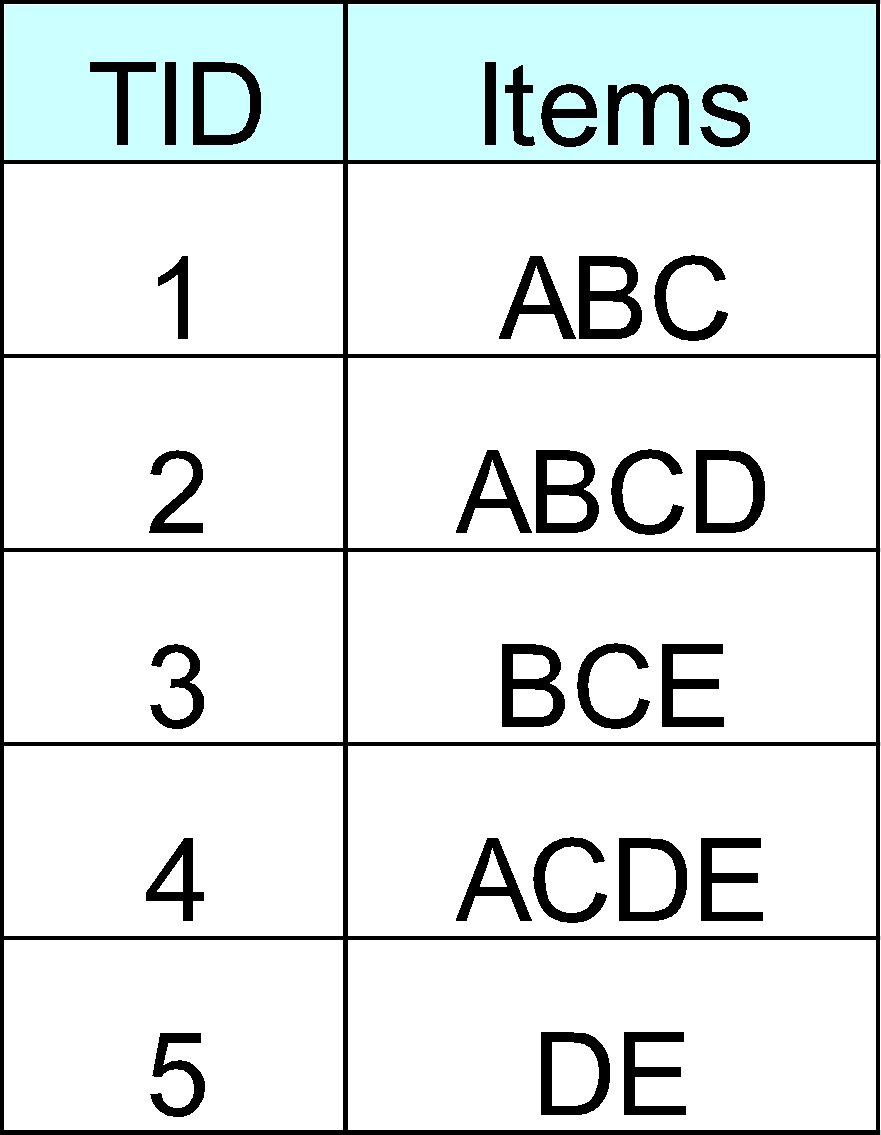 TID Items
1 ABC
2 ABCD
3 BCE
4 ACDE
5 DE